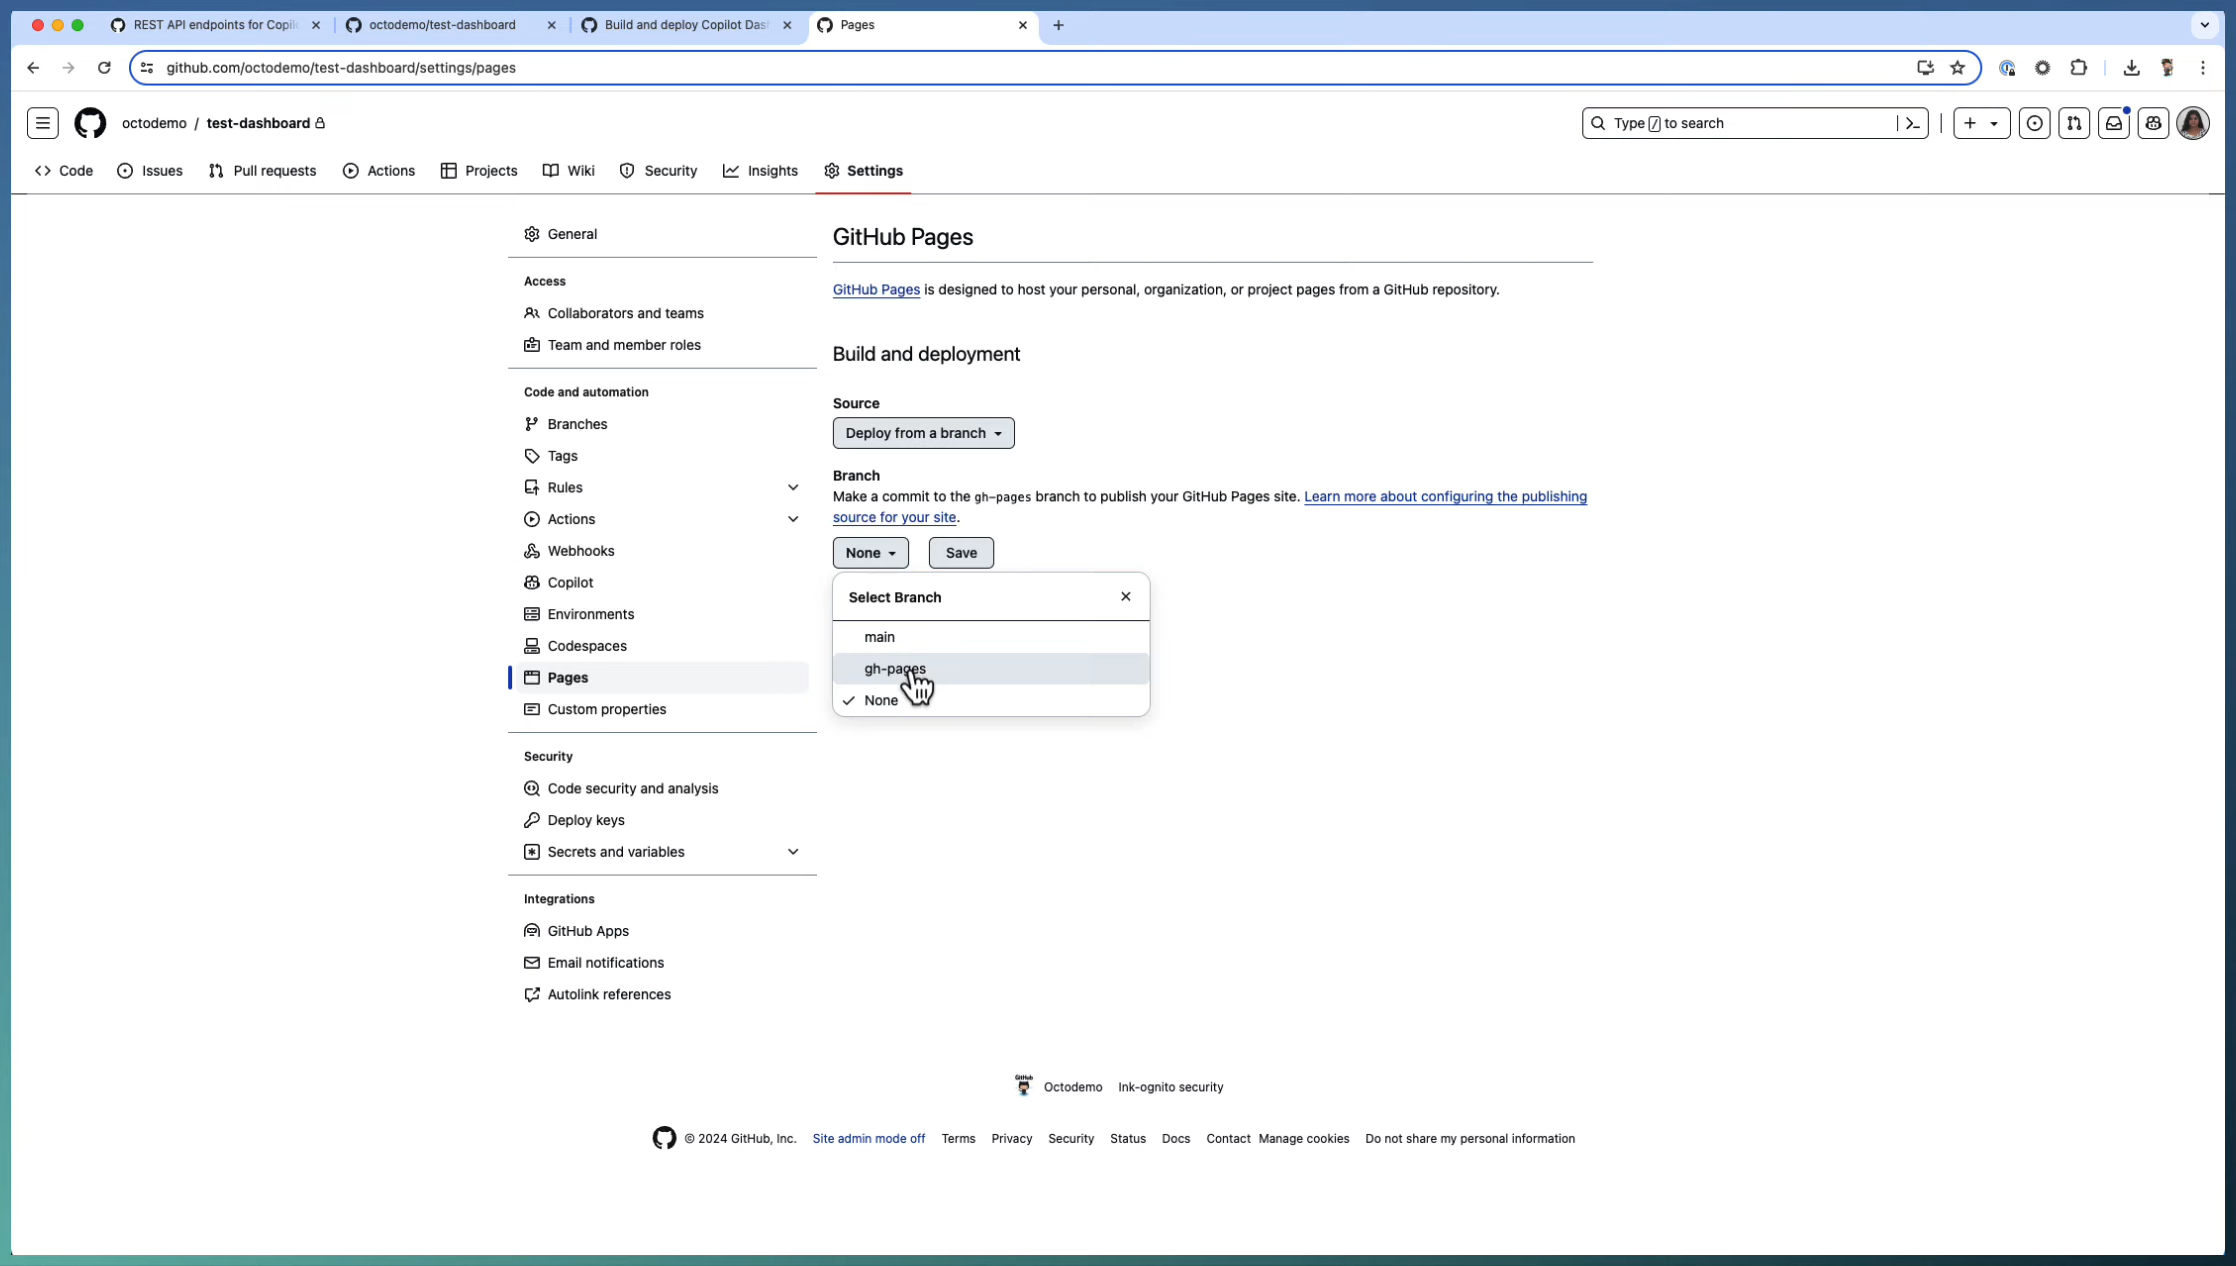 REST API endpoints for Copil
octodemo/test-dashboard
Build and deploy Copilot Das
Pages
github.com/octodemo/test-dashboard/settings/pages
octodemo / test-dashboard
Type / to search
Code
Issues
Pull requests
Actions
Projects
Wiki
Security
Insights
Settings
General
Access
Collaborators and teams
Team and member roles
Code and automation
Branches
Tags
Rules
Actions
Webhooks
Copilot
Environments
Codespaces
Pages
Custom properties
Security
Code security and analysis
Deploy keys
Secrets and variables
Integrations
GitHub Apps
Email notifications
Autolink references
GitHub Pages
GitHub Pages is designed to host your personal, organization, or project pages from a GitHub repository.
Build and deployment
Source
Deploy from a branch
Branch
Make a commit to the gh-pages branch to publish your GitHub Pages site. Learn more about configuring the publishing
source for your site.
None
Save
Select Branch
main
gh-pages
None
GitHub
Octodemo
Ink-ognito security
© 2024 GitHub, Inc.
Site admin mode off
Terms
Privacy
Security
Status
Docs
Contact
Manage cookies
Do not share my personal information